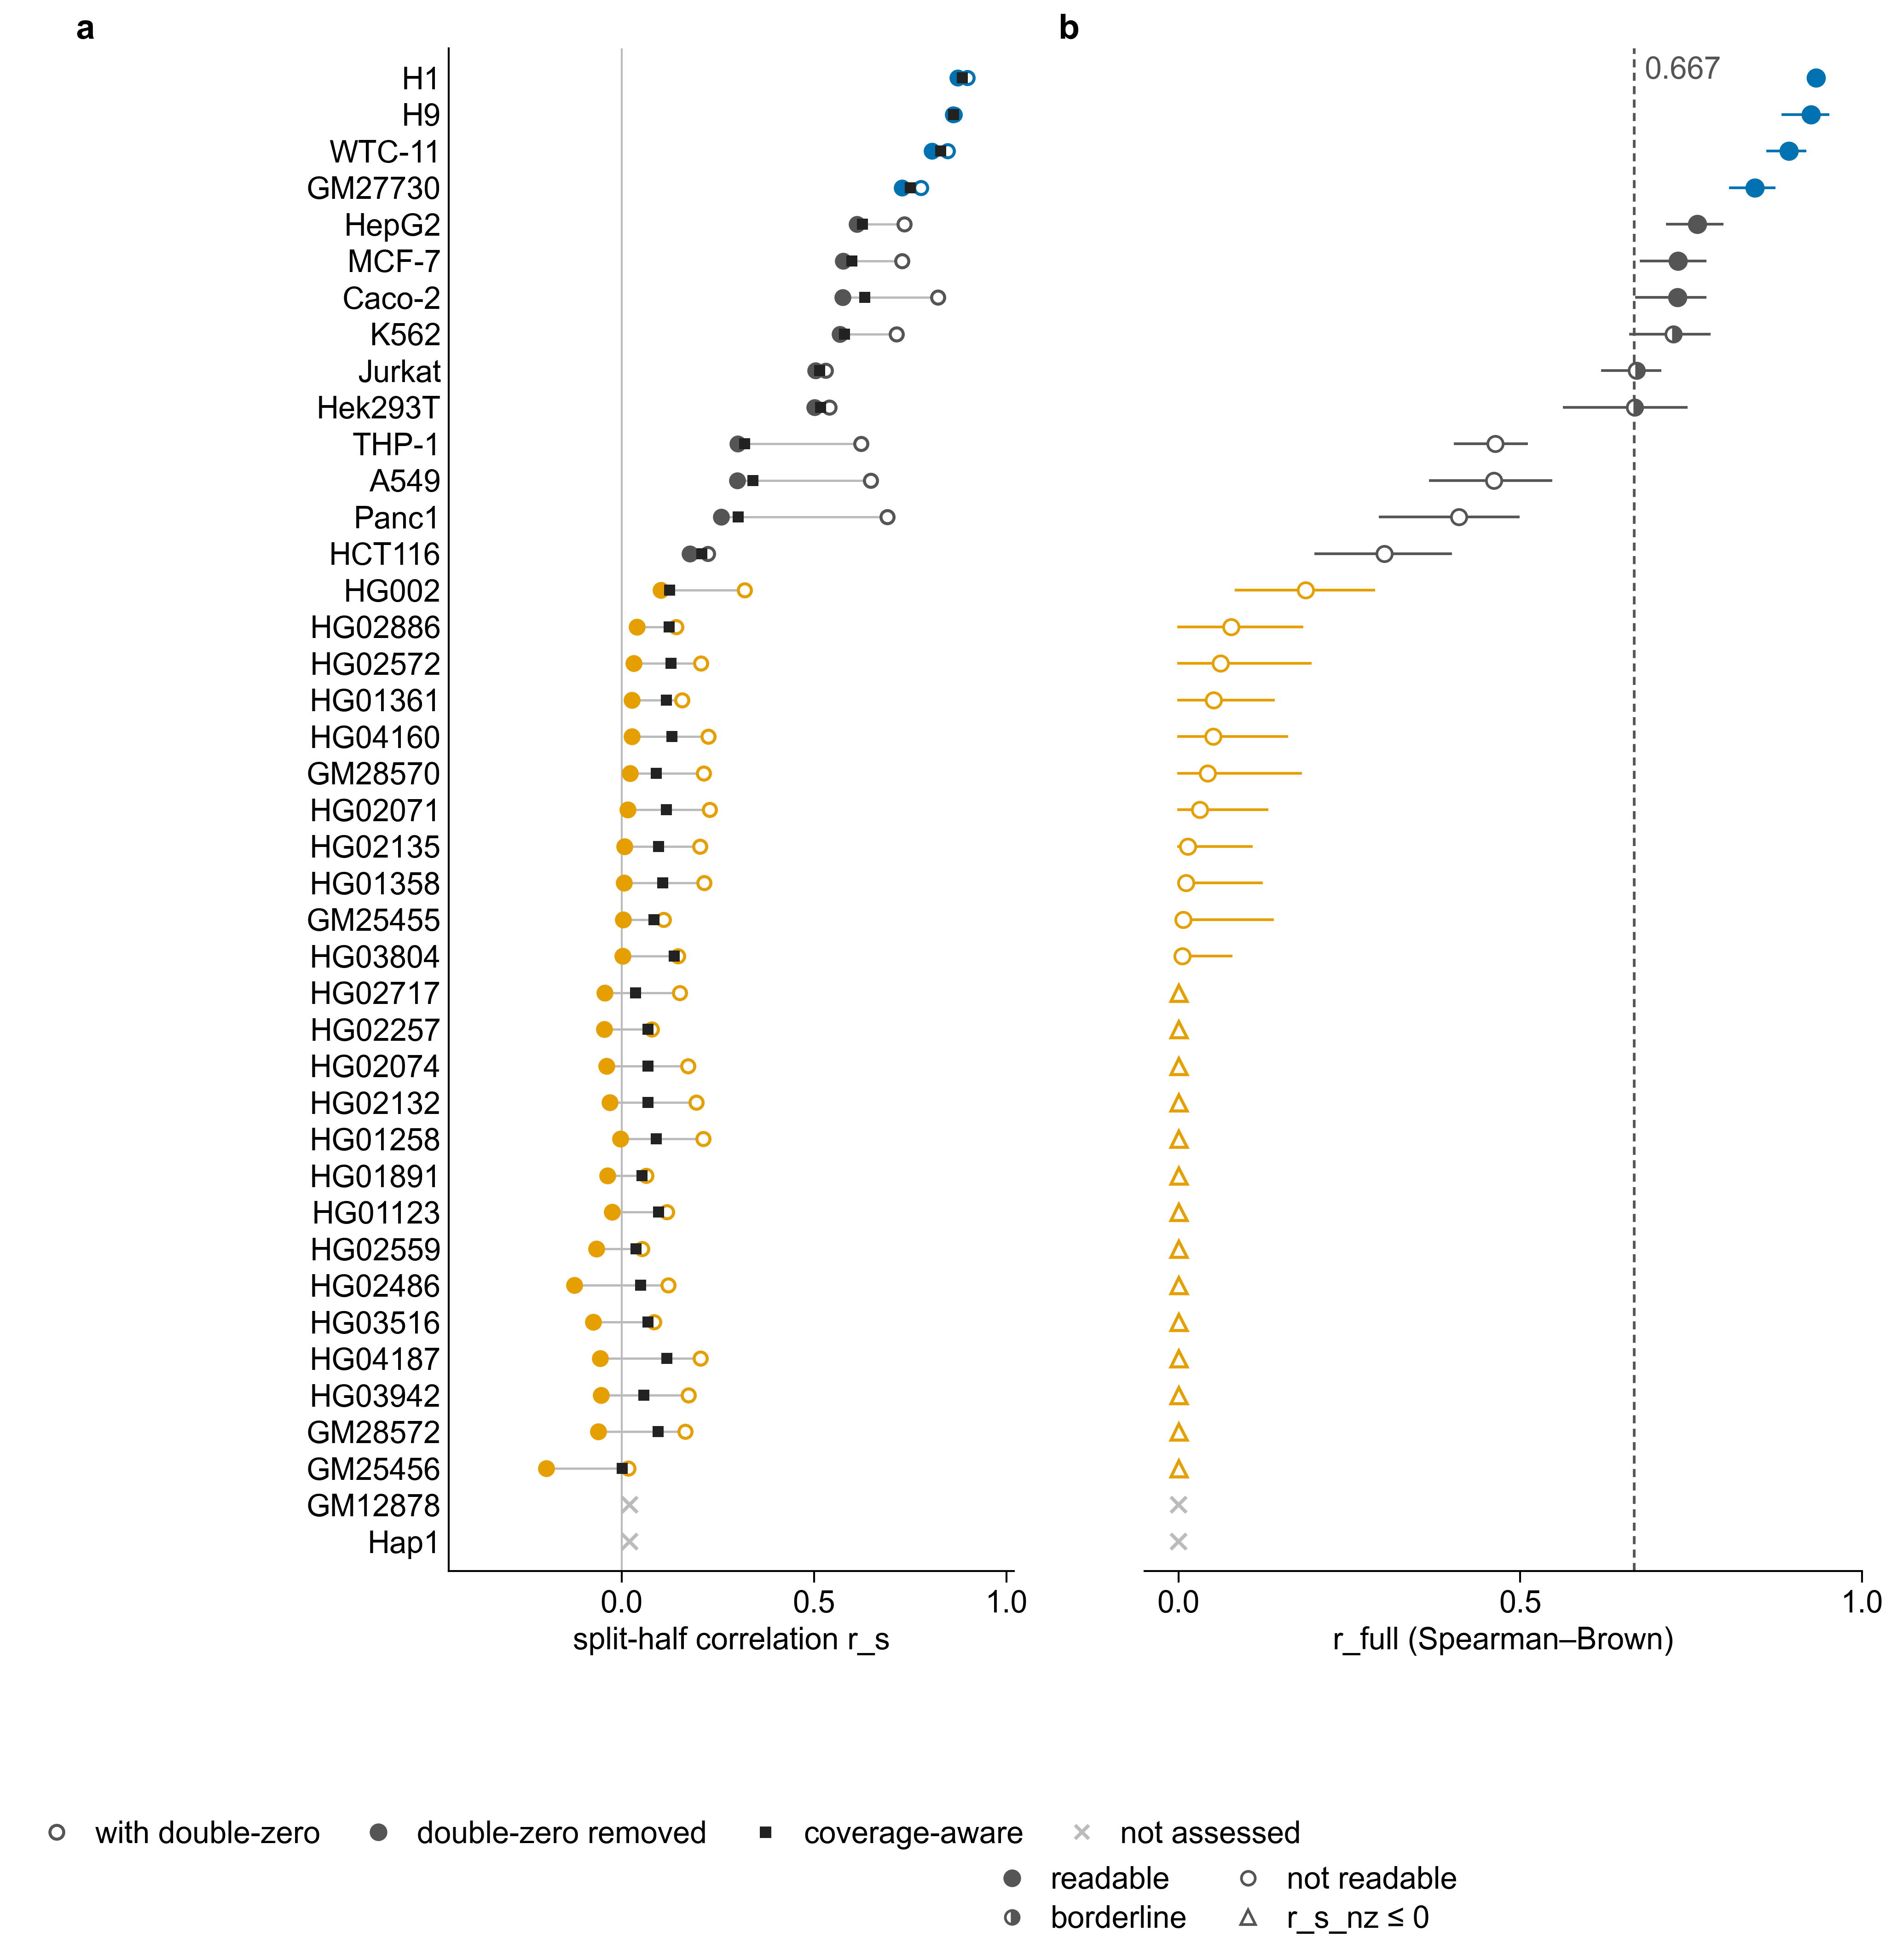 a
b
H1
H9
WTC-11
GM27730
HepG2
MCF-7
Caco-2
K562
Jurkat
Hek293T
THP-1
A549
Panc1
HCT116
HG002
HG02886
HG02572
HG01361
HG04160
GM28570
HG02071
HG02135
HG01358
GM25455
HG03804
HG02717
HG02257
HG02074
HG02132
HG01258
HG01891
HG01123
HG02559
HG02486
HG03516
HG04187
HG03942
GM28572
GM25456
GM12878
Hap1
0.0 0.5 1.0
split-half correlation r_s
0.667
0.0 0.5 1.0
r_full (Spearman–Brown)
with double-zero double-zero removed coverage-aware not assessed
readable not readable
borderline r_s_nz ≤ 0